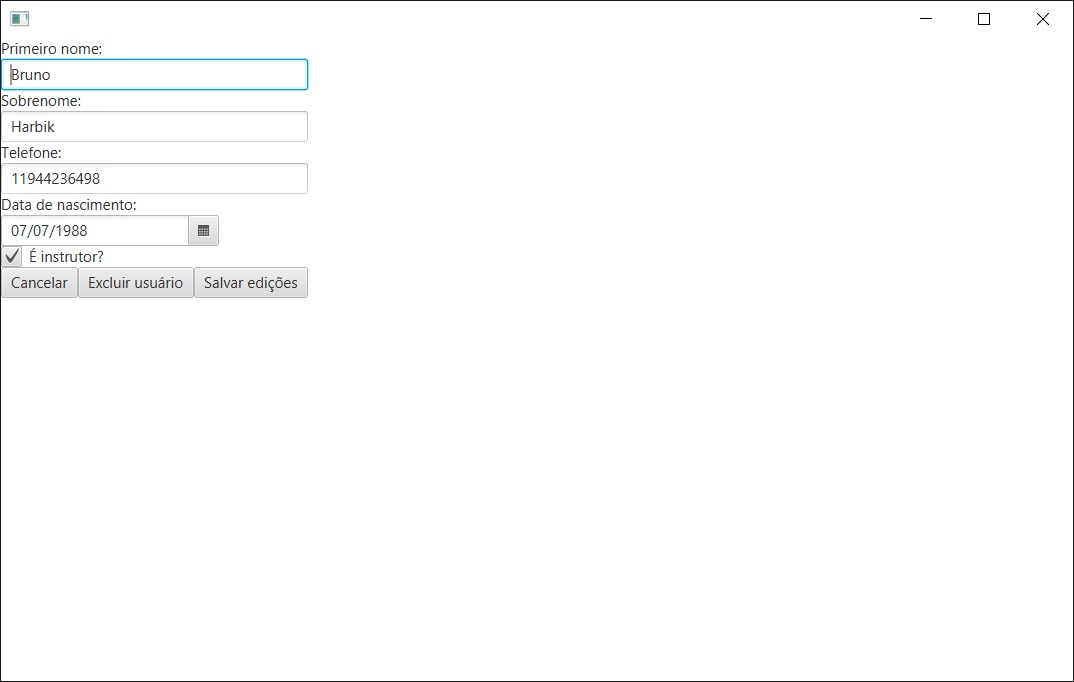 Primeiro nome:
Bruno
Sobrenome:
Harbik
Telefone:
11944236498
Data de nascimento:
07/07/1988
É instrutor?
Cancelar Excluir usuário Salvar edições